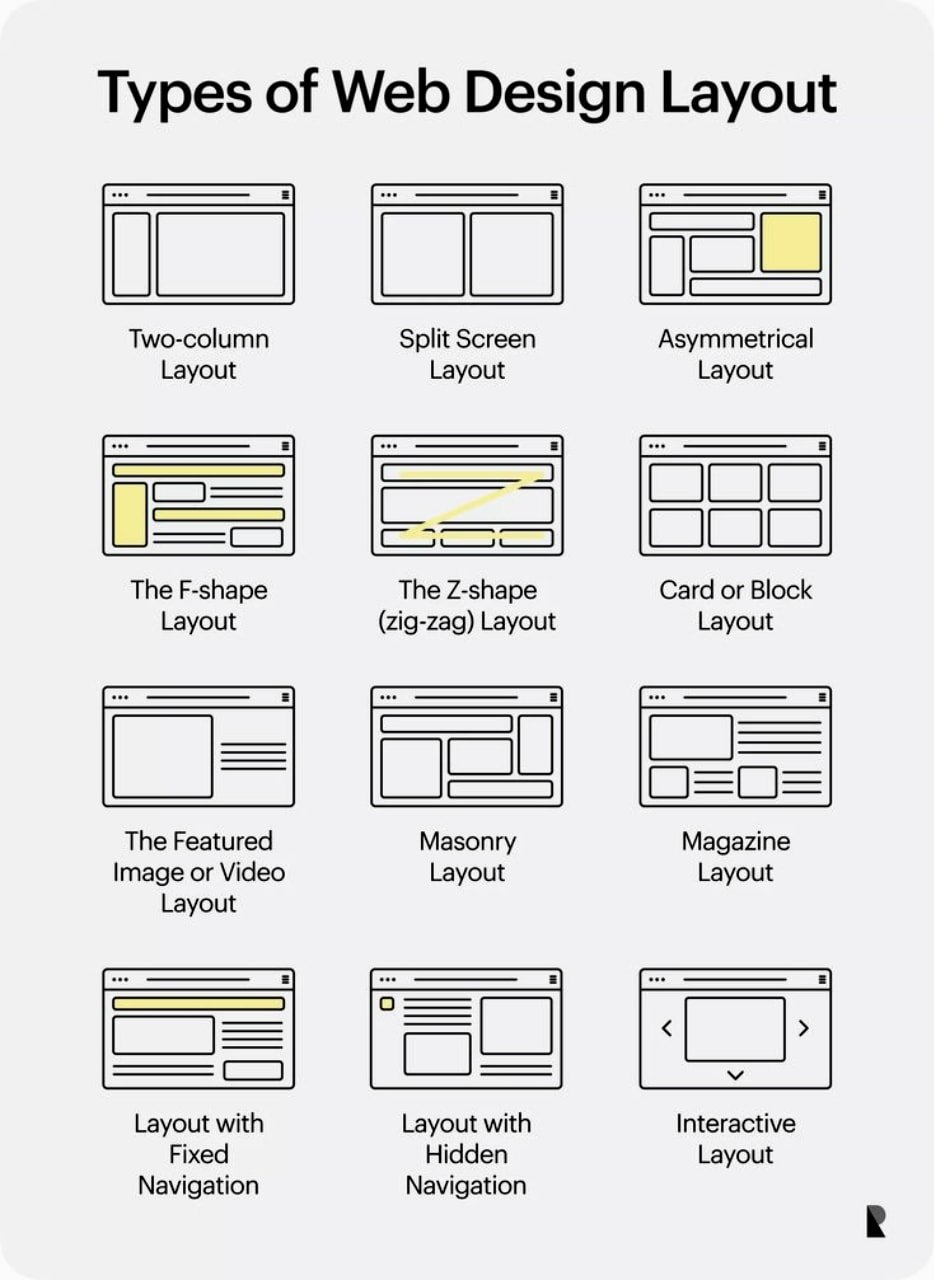 Types of Web Design Layout
Two-column
Layout
Split Screen
Layout
Asymmetrical
Layout
The F-shape
Layout
The Z-shape
(zig-zag) Layout
Card or Block
Layout
The Featured
Image or Video
Layout
Masonry
Layout
Magazine
Layout
Layout with
Fixed
Navigation
Layout with
Hidden
Navigation
Interactive
Layout
R